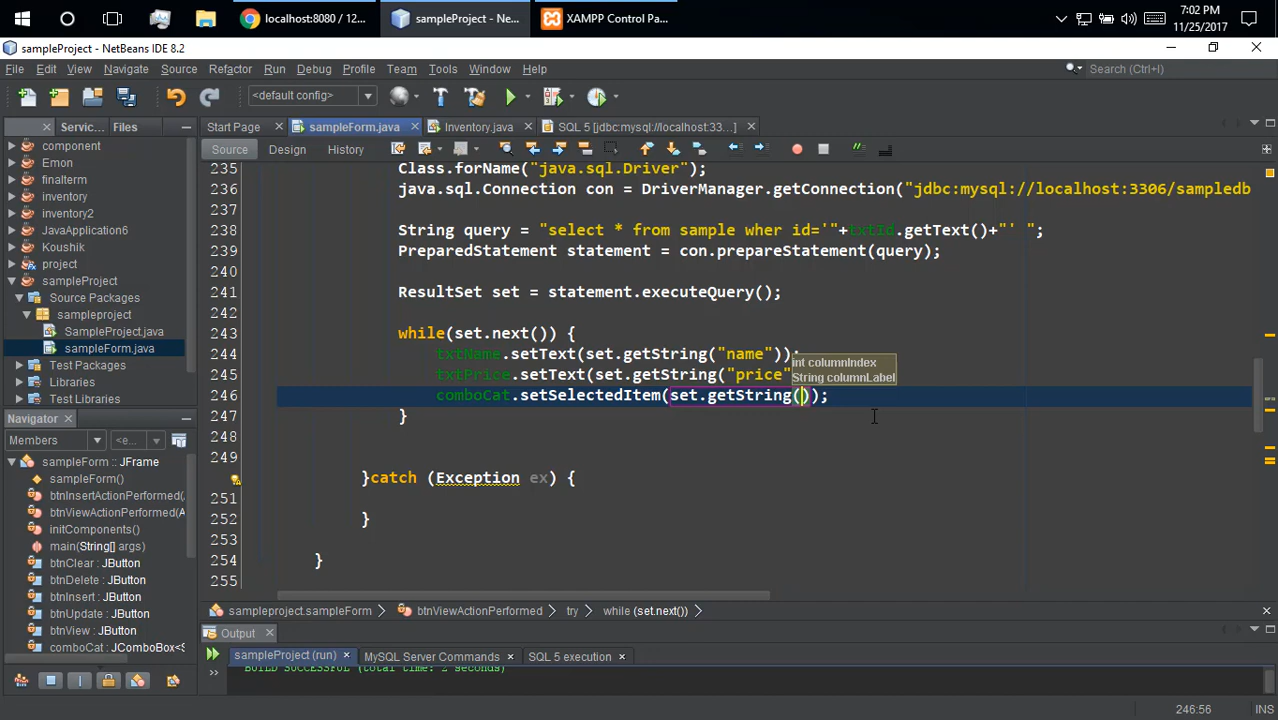 localhost:8080 / 12...
sampleProject - Ne...
XAMPP Control Pa...
7:02 PM
11/25/2017
sampleProject - NetBeans IDE 8.2
File Edit View Navigate Source Refactor Run Debug Profile Team Tools Window Help
Search (Ctrl+I)
<default config>
Servic... Files
Start Page sampleForm.java Inventory.java SQL 5 [jdbc:mysql://localhost:33...]
Source Design History
component
Emon
finalterm
inventory
inventory2
JavaApplication6
Koushik
project
sampleProject
Source Packages
sampleproject
SampleProject.java
sampleForm.java
Test Packages
Libraries
Test Libraries
235 Class.forName("java.sql.Driver");
236 java.sql.Connection con = DriverManager.getConnection("jdbc:mysql://localhost:3306/sampledb
237
238 String query = "select * from sample wher id='"+txtId.getText()+"' ";
239 PreparedStatement statement = con.prepareStatement(query);
240
241 ResultSet set = statement.executeQuery();
242
243 while(set.next()) {
244 txtName.setText(set.getString("name"));
int columnIndex
245 txtPrice.setText(set.getString("price"
String columnLabel
246 comboCat.setSelectedItem(set.getString());
247 }
248
249
}catch (Exception ex) {
251
252 }
253
254 }
255
Navigator
Members <e...
sampleForm :: JFrame
sampleForm()
btnInsertActionPerformed(A
btnViewActionPerformed(A
initComponents()
main(String[] args)
btnClear : JButton
btnDelete : JButton
btnInsert : JButton
btnUpdate : JButton
btnView : JButton
comboCat : JComboBox<S
sampleproject.sampleForm btnViewActionPerformed try while (set.next())
Output
sampleProject (run) MySQL Server Commands SQL 5 execution
BUILD SUCCESSFUL (total time: 2 seconds)
246:56 INS